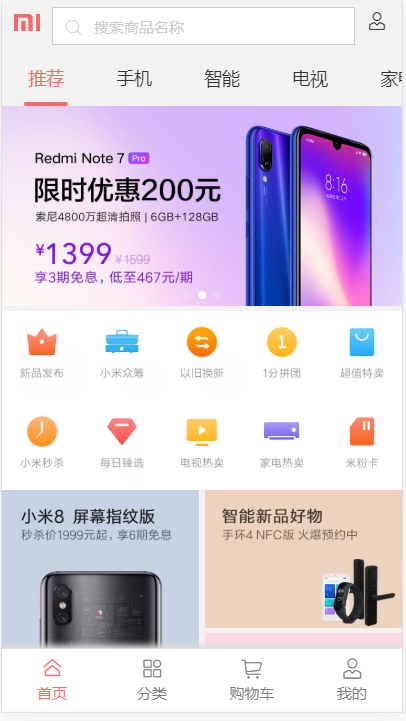 搜索商品名称
推荐 手机 智能 电视 家电
Redmi Note 7 Pro
限时优惠200元
索尼4800万超清拍照 | 6GB+128GB
¥1399 ¥1599
享3期免息，低至467元/期
8:16
新品发布 小米众筹 以旧换新 1分拼团 超值特卖
小米秒杀 每日臻选 电视热卖 家电热卖 米粉卡
小米8 屏幕指纹版
秒杀价1999元起，享6期免息
智能新品好物
手环4 NFC版 火爆预约中
首页 分类 购物车 我的